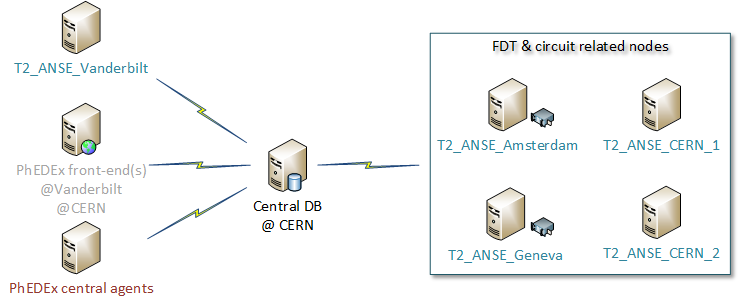 T2_ANSE_Vanderbilt
PhEDEx front-end(s)
@Vanderbilt
@CERN
PhEDEx central agents
Central DB
@ CERN
FDT & circuit related nodes
T2_ANSE_Amsterdam
T2_ANSE_CERN_1
T2_ANSE_Geneva
T2_ANSE_CERN_2